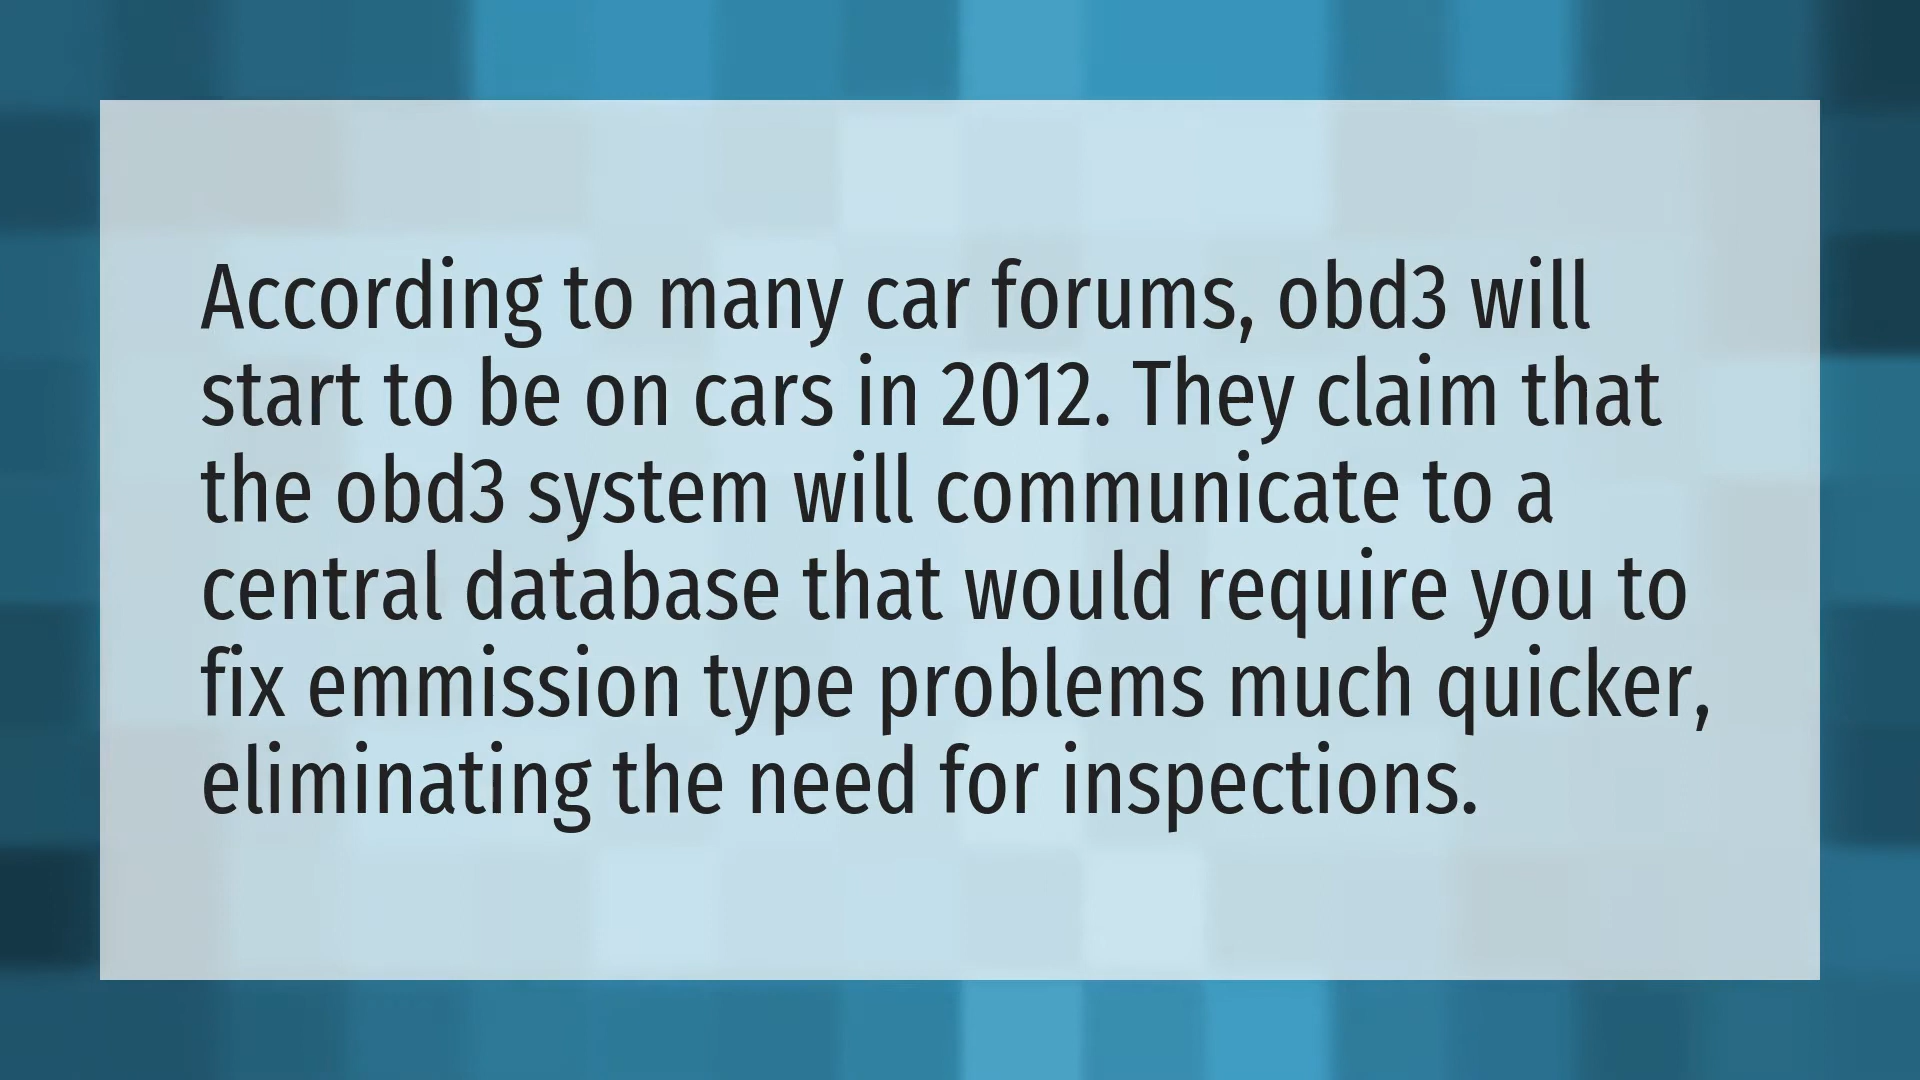 According to many car forums, obd3 will
start to be on cars in 2012. They claim that
the obd3 system will communicate to a
central database that would require you to
fix emmission type problems much quicker,
eliminating the need for inspections.